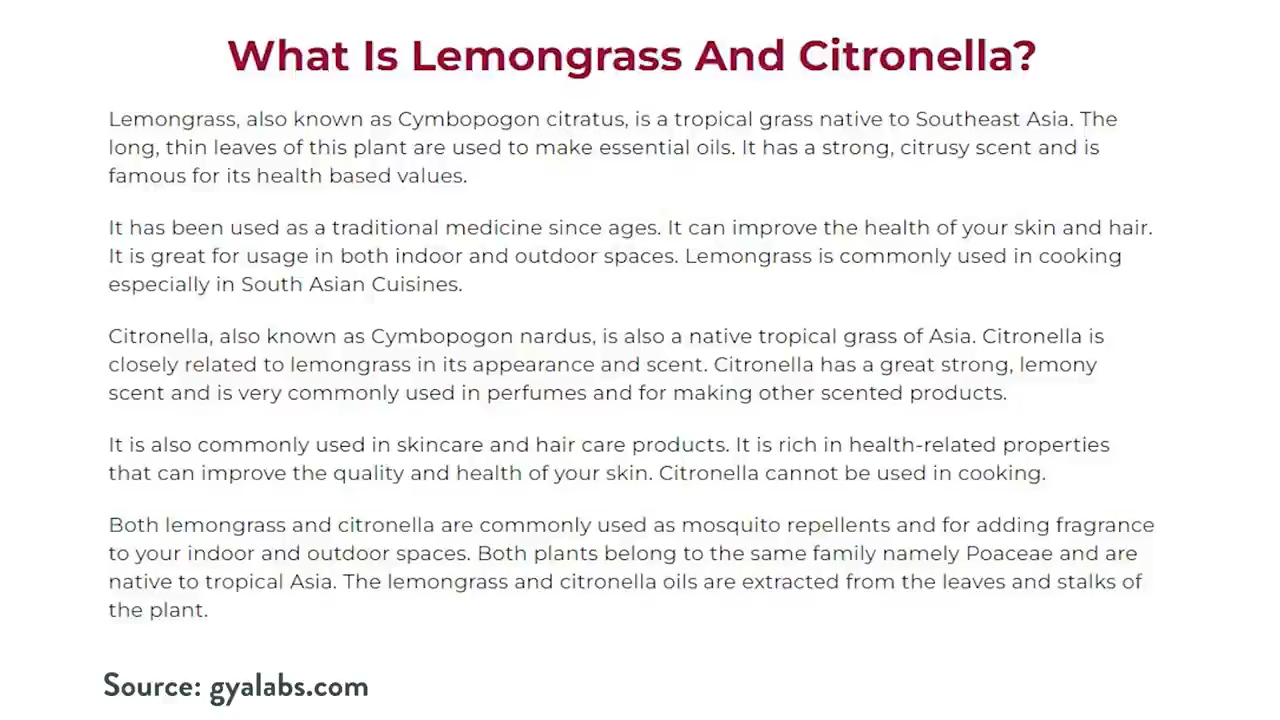 What Is Lemongrass And Citronella?
Lemongrass, also known as Cymbopogon citratus, is a tropical grass native to Southeast Asia. The
long, thin leaves of this plant are used to make essential oils. It has a strong, citrusy scent and is
famous for its health based values.
It has been used as a traditional medicine since ages. It can improve the health of your skin and hair.
It is great for usage in both indoor and outdoor spaces. Lemongrass is commonly used in cooking
especially in South Asian Cuisines.
Citronella, also known as Cymbopogon nardus, is also a native tropical grass of Asia. Citronella is
closely related to lemongrass in its appearance and scent. Citronella has a great strong, lemony
scent and is very commonly used in perfumes and for making other scented products.
It is also commonly used in skincare and hair care products. It is rich in health-related properties
that can improve the quality and health of your skin. Citronella cannot be used in cooking.
Both lemongrass and citronella are commonly used as mosquito repellents and for adding fragrance
to your indoor and outdoor spaces. Both plants belong to the same family namely Poaceae and are
native to tropical Asia. The lemongrass and citronella oils are extracted from the leaves and stalks of
the plant.
Source: gyalabs.com